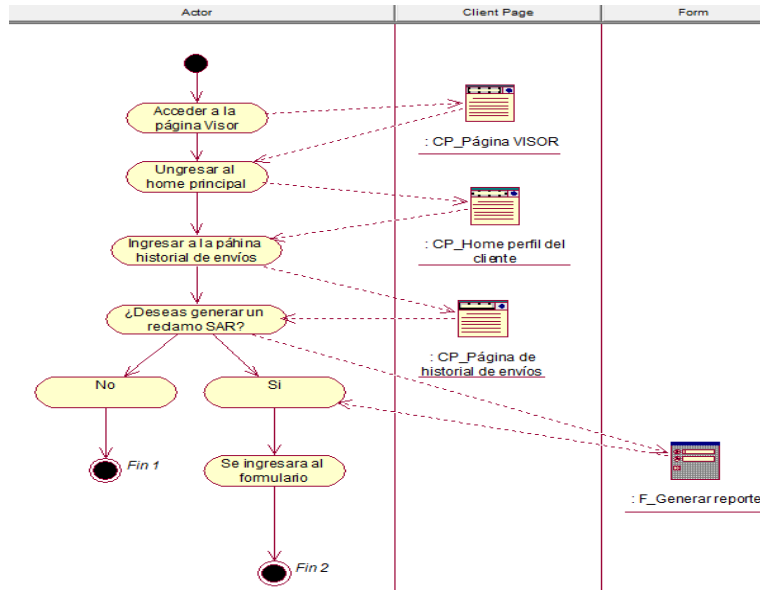 Actor
Client Page
Form
Acceder a la
página Visor
: CP_Página VISOR
Ungresar al
home principal
: CP_Home perfil del
cliente
Ingresar a la páhina
historial de envíos
¿Deseas generar un
reclamo SAR?
: CP_Página de
historial de envíos
No
Si
Fin 1
Se ingresara al
formulario
: F_Generar reporte
Fin 2